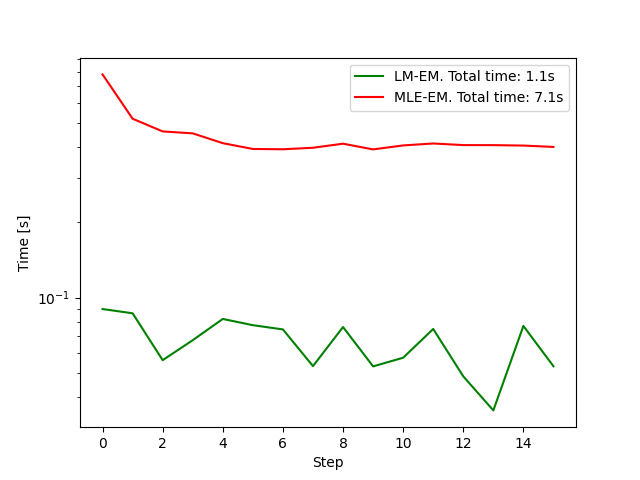 LM-EM. Total time: 1.1s
MLE-EM. Total time: 7.1s
Time [s]
10⁻¹
0 2 4 6 8 10 12 14
Step